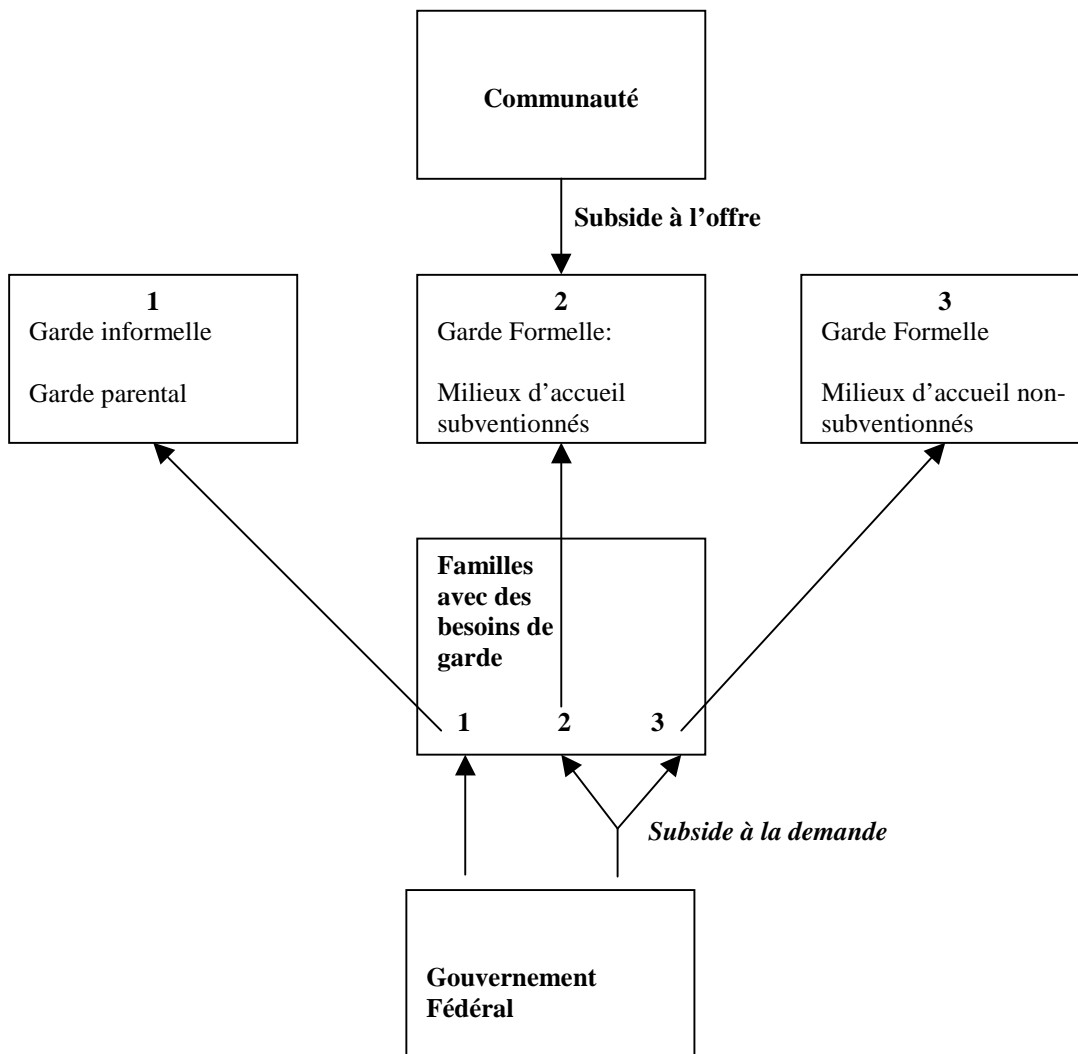 Communauté
Subside à l’offre
1
Garde informelle
Garde parental
2
Garde Formelle:
Milieux d’accueil
subventionnés
3
Garde Formelle
Milieux d’accueil non-
subventionnés
Familles
avec des
besoins de
garde
1 2 3
Subside à la demande
Gouvernement
Fédéral